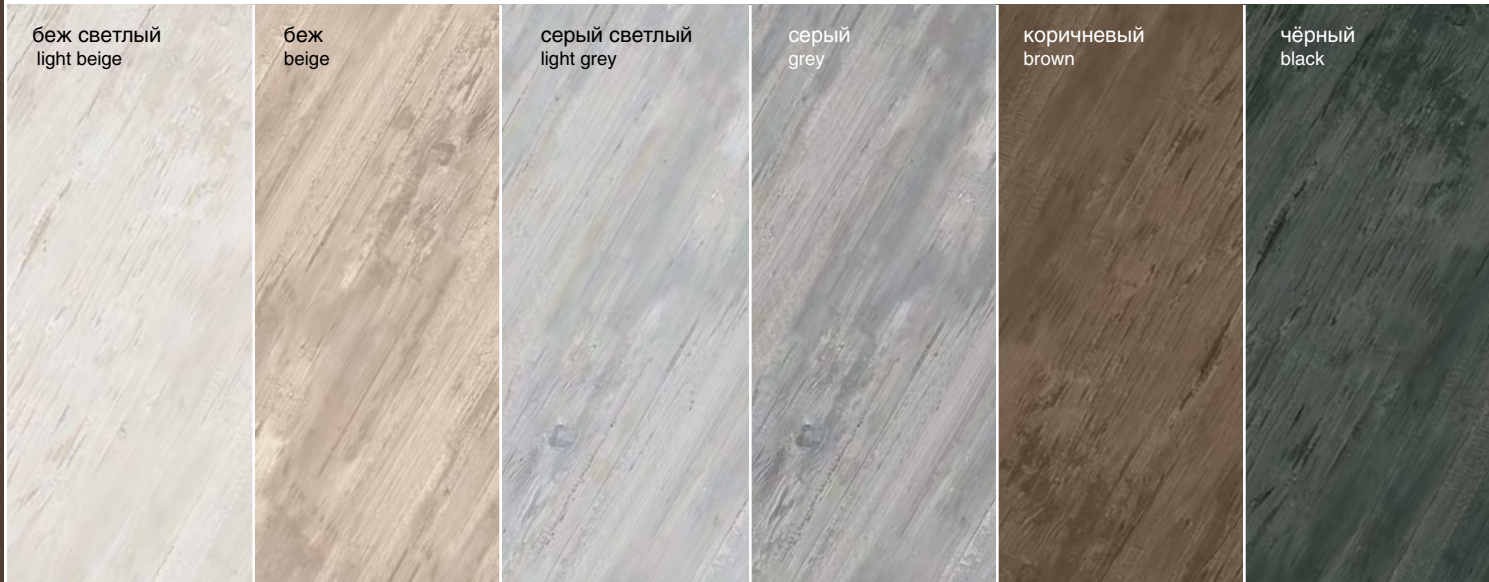 беж светлый
light beige
беж
beige
серый светлый
light grey
серый
grey
коричневый
brown
чёрный
black